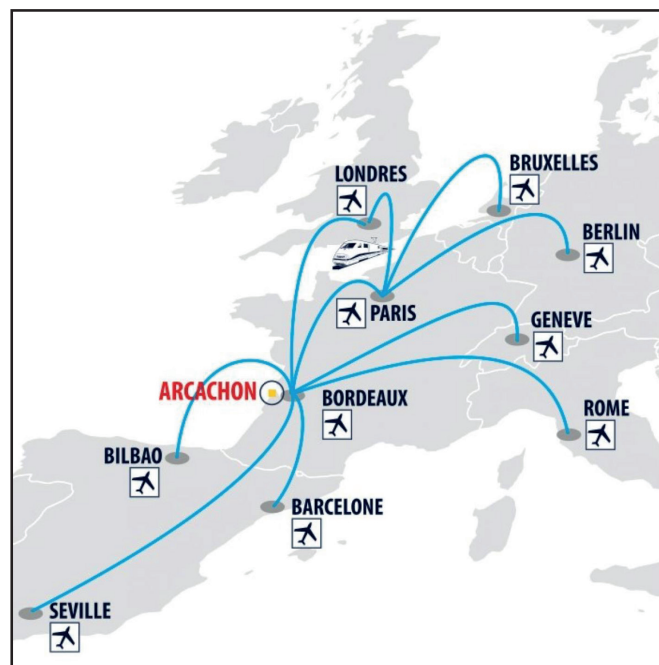 LONDRES
BRUXELLES
BERLIN
PARIS
GENEVE
ARCACHON
BORDEAUX
ROME
BILBAO
BARCELONE
SEVILLE